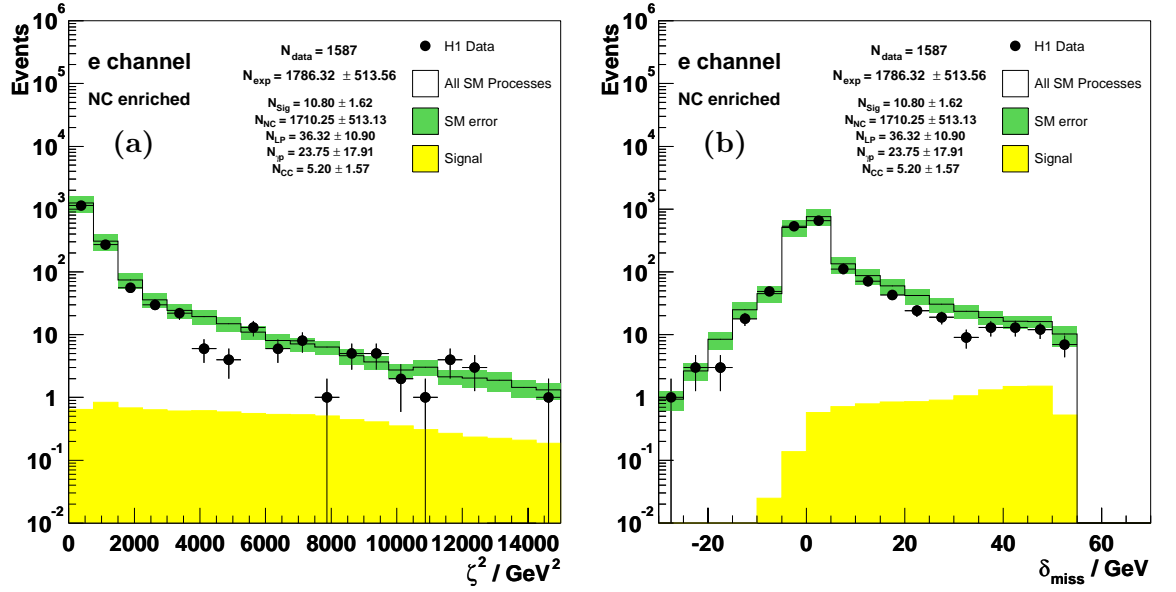 Events
10^6
10^5
10^4
10^3
10^2
10
1
10^-1
10^-2
e channel
NC enriched
(a)
N_data = 1587
N_exp = 1786.32 ± 513.56
N_Sig = 10.80 ± 1.62
N_NC = 1710.25 ± 513.13
N_LP = 36.32 ± 10.90
N_γp = 23.75 ± 17.91
N_CC = 5.20 ± 1.57
H1 Data
All SM Processes
SM error
Signal
0 2000 4000 6000 8000 10000 12000 14000
ζ^2 / GeV^2
Events
10^6
10^5
10^4
10^3
10^2
10
1
10^-1
10^-2
e channel
NC enriched
(b)
N_data = 1587
N_exp = 1786.32 ± 513.56
N_Sig = 10.80 ± 1.62
N_NC = 1710.25 ± 513.13
N_LP = 36.32 ± 10.90
N_γp = 23.75 ± 17.91
N_CC = 5.20 ± 1.57
H1 Data
All SM Processes
SM error
Signal
-20 0 20 40 60
δ_miss / GeV